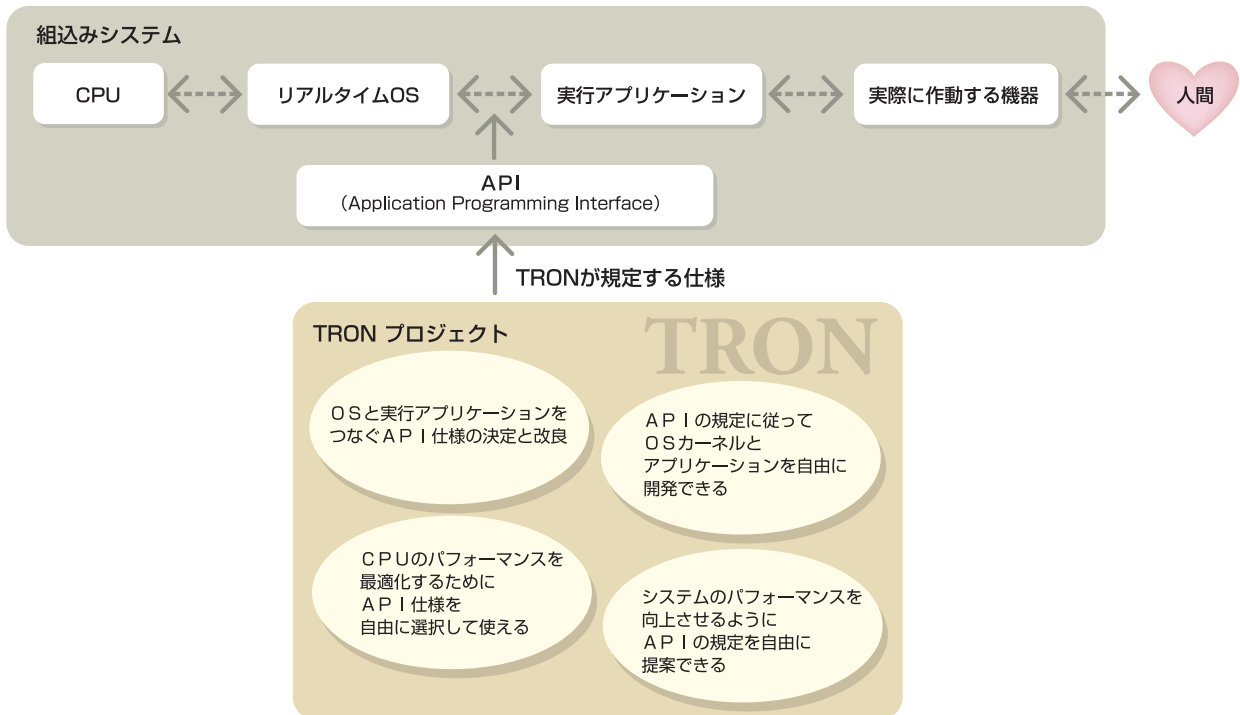 組込みシステム
CPU
リアルタイムOS
実行アプリケーション
実際に作動する機器
人間
API
（Application Programming Interface）
TRONが規定する仕様
TRON プロジェクト
TRON
ＯＳと実行アプリケーションを
つなぐＡＰＩ仕様の決定と改良
ＡＰＩの規定に従って
ＯＳカーネルと
アプリケーションを自由に
開発できる
ＣＰＵのパフォーマンスを
最適化するために
ＡＰＩ仕様を
自由に選択して使える
システムのパフォーマンスを
向上させるように
ＡＰＩの規定を自由に
提案できる